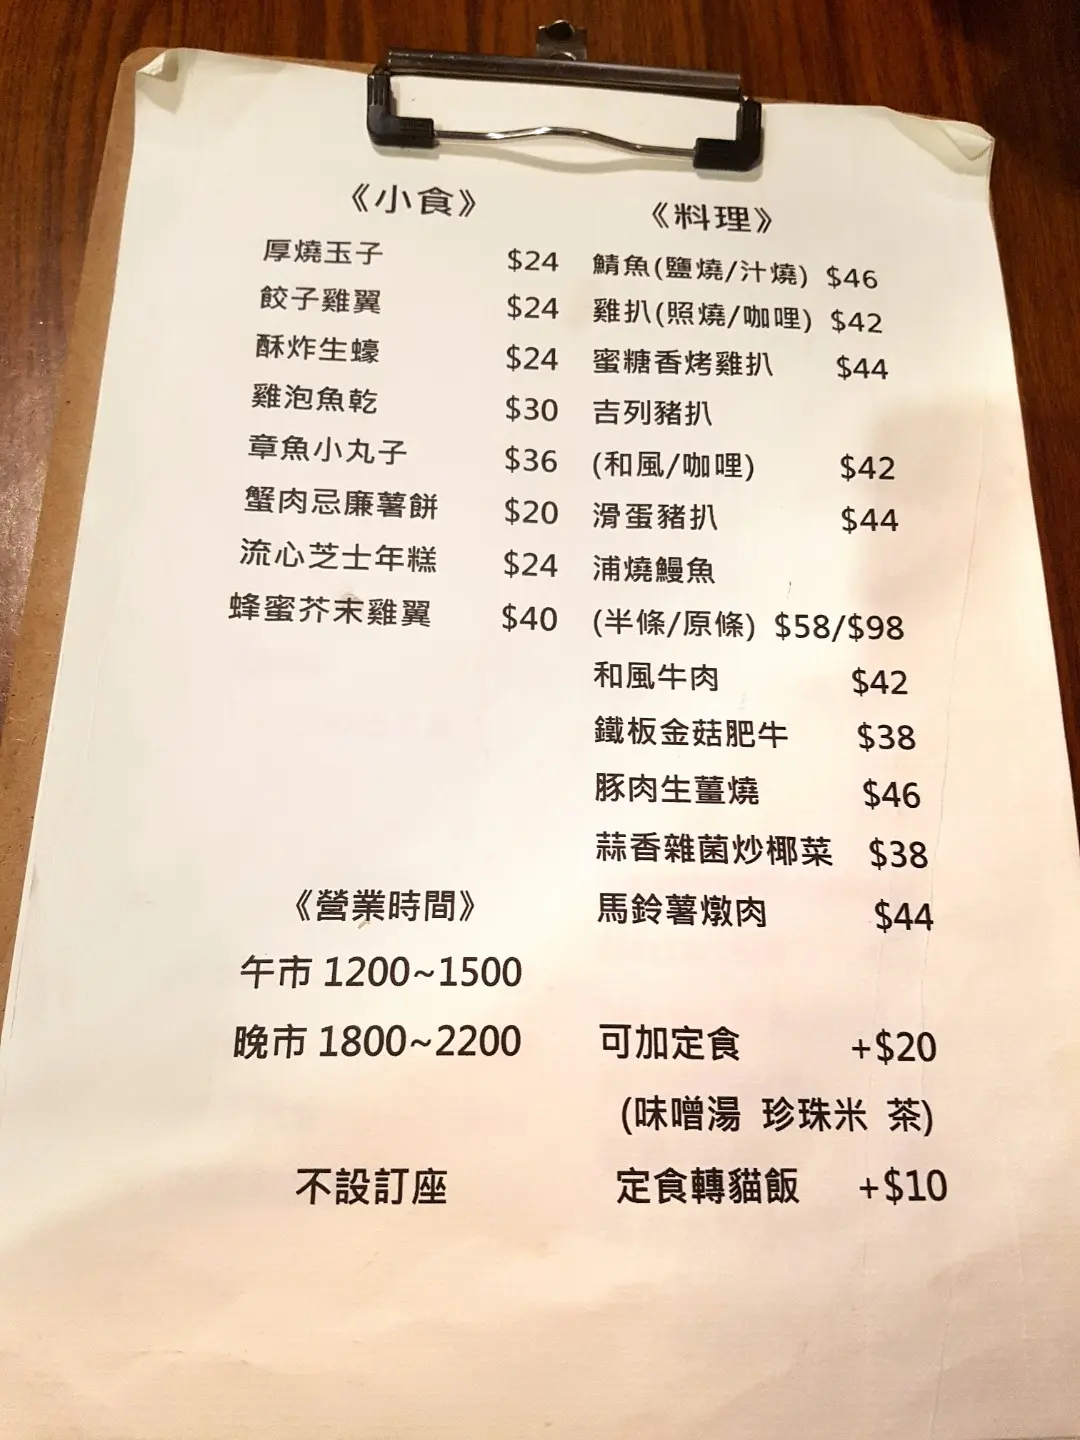 《小食》
厚燒玉子 $24
餃子雞翼 $24
酥炸生蠔 $24
雞泡魚乾 $30
章魚小丸子 $36
蟹肉忌廉薯餅 $20
流心芝士年糕 $24
蜂蜜芥末雞翼 $40
《營業時間》
午市 1200~1500
晚市 1800~2200
不設訂座
《料理》
鯖魚(鹽燒/汁燒) $46
雞扒(照燒/咖哩) $42
蜜糖香烤雞扒 $44
吉列豬扒
(和風/咖哩) $42
滑蛋豬扒 $44
浦燒鰻魚
(半條/原條) $58/$98
和風牛肉 $42
鐵板金菇肥牛 $38
豚肉生薑燒 $46
蒜香雜菌炒椰菜 $38
馬鈴薯燉肉 $44
可加定食 +$20
(味噌湯 珍珠米 茶)
定食轉貓飯 +$10